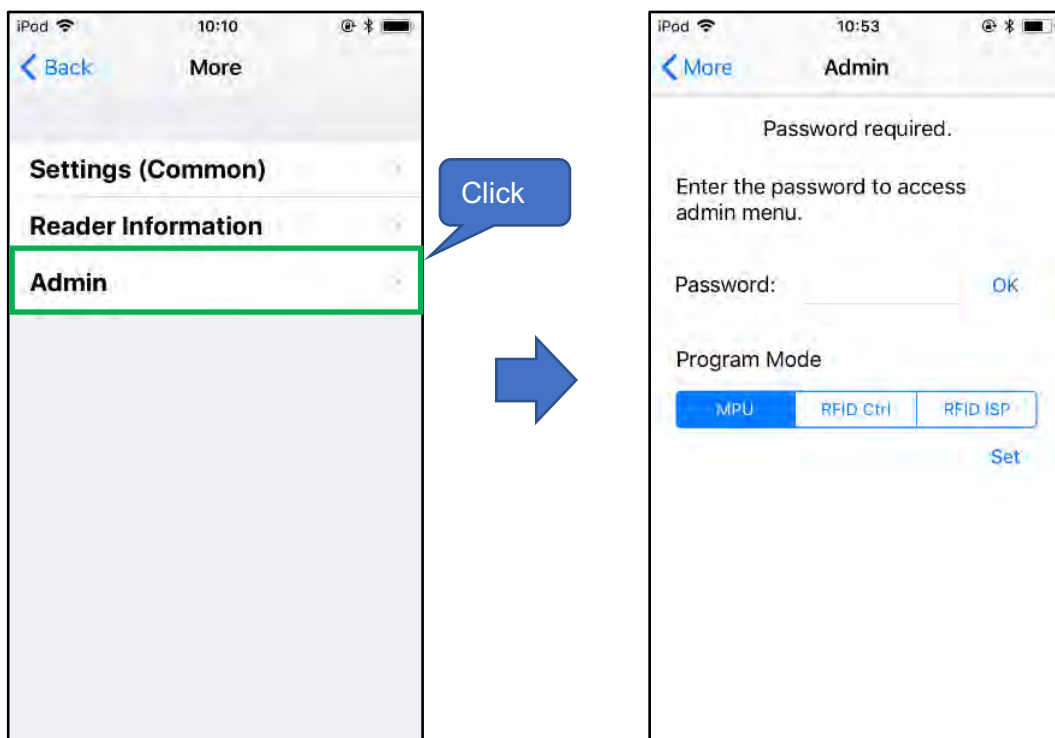 iPod 10:10
Back More
Settings (Common)
Reader Information
Admin
Click
iPod 10:53
More Admin
Password required.
Enter the password to access
admin menu.
Password: OK
Program Mode
MPU RFID Ctrl RFID ISP
Set